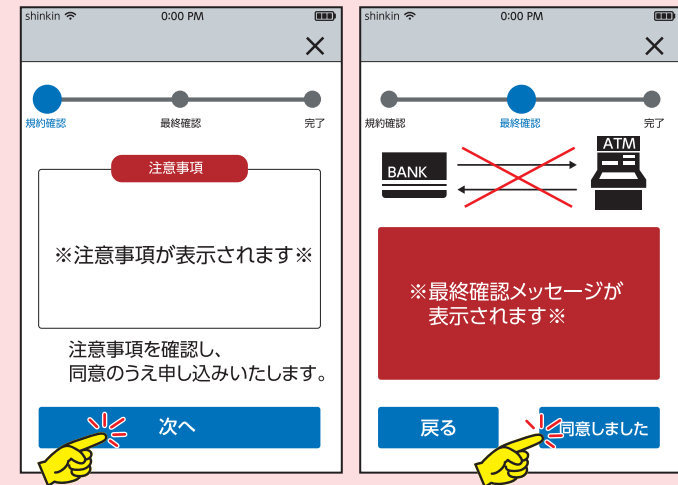 shinkin 0:00 PM
規約確認 最終確認 完了
注意事項
※注意事項が表示されます※
注意事項を確認し、
同意のうえ申し込みいたします。
次へ
shinkin 0:00 PM
規約確認 最終確認 完了
BANK
ATM
※最終確認メッセージが
表示されます※
戻る
同意しました